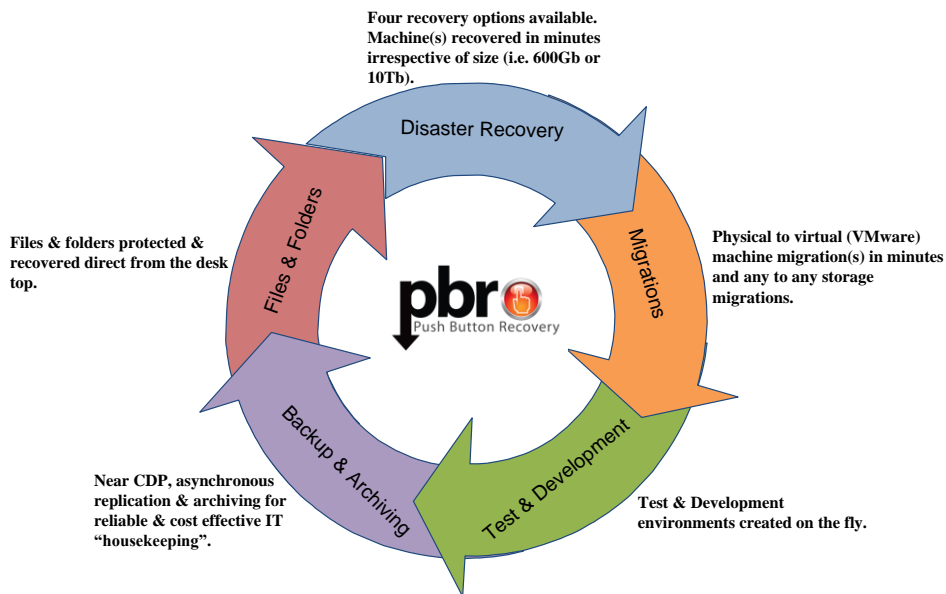 Four recovery options available.
Machine(s) recovered in minutes
irrespective of size (i.e. 600Gb or
10Tb).
Disaster Recovery
Migrations
Physical to virtual (VMware)
machine migration(s) in minutes
and any to any storage
migrations.
Files & Folders
Files & folders protected &
recovered direct from the desk
top.
pbr
Push Button Recovery
Backup & Archiving
Near CDP, asynchronous
replication & archiving for
reliable & cost effective IT
“housekeeping”.
Test & Development
Test & Development
environments created on the fly.